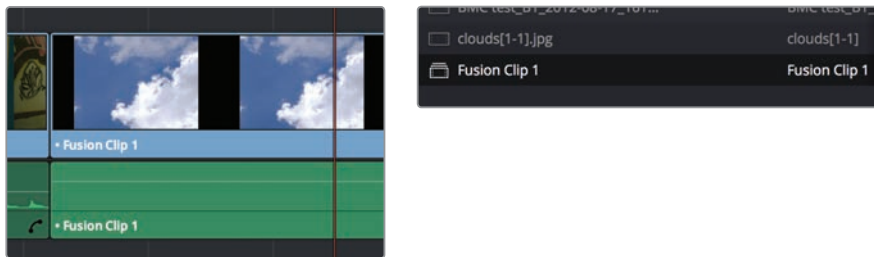 • Fusion Clip 1
• Fusion Clip 1
clouds[1-1].jpg clouds[1-1]
Fusion Clip 1 Fusion Clip 1